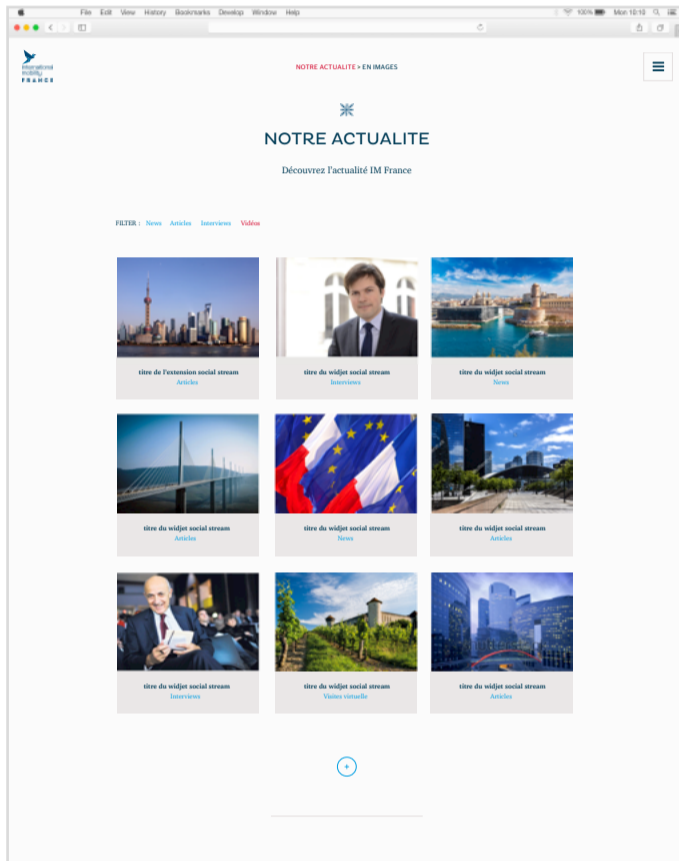 File Edit View History Bookmarks Develop Window Help
100% Mon 10:10
international
mobility
FRANCE
NOTRE ACTUALITE > EN IMAGES
NOTRE ACTUALITE
Découvrez l'actualité IM France
FILTER : News Articles Interviews Vidéos
titre de l'extension social stream
Articles
titre du widjet social stream
Interviews
titre du widjet social stream
News
titre du widjet social stream
Articles
titre du widjet social stream
News
titre du widjet social stream
Articles
titre du widjet social stream
Interviews
titre du widjet social stream
Visites virtuelle
titre du widjet social stream
Articles
+